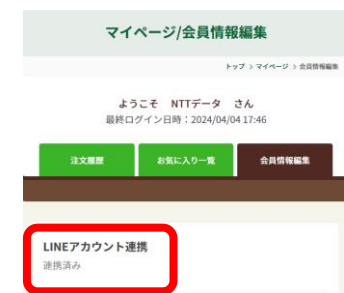 マイページ/会員情報編集
トップ > マイページ > 会員情報編集
ようこそ NTTデータ さん
最終ログイン日時:2024/04/04 17:46
注文履歴 お気に入り一覧 会員情報編集
LINEアカウント連携
連携済み